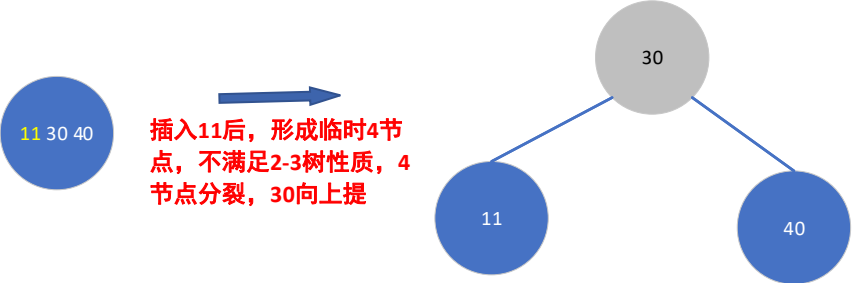 11 30 40
插入11后，形成临时4节
点，不满足2-3树性质，4
节点分裂，30向上提
30
11
40